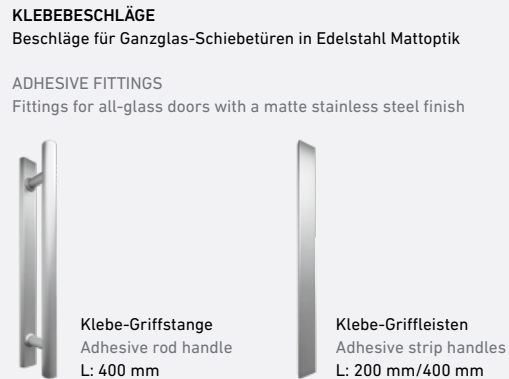 KLEBEBESCHLÄGE
Beschläge für Ganzglas-Schiebetüren in Edelstahl Mattoptik
ADHESIVE FITTINGS
Fittings for all-glass doors with a matte stainless steel finish
Klebe-Griffstange
Adhesive rod handle
L: 400 mm
Klebe-Griffleisten
Adhesive strip handles
L: 200 mm/400 mm